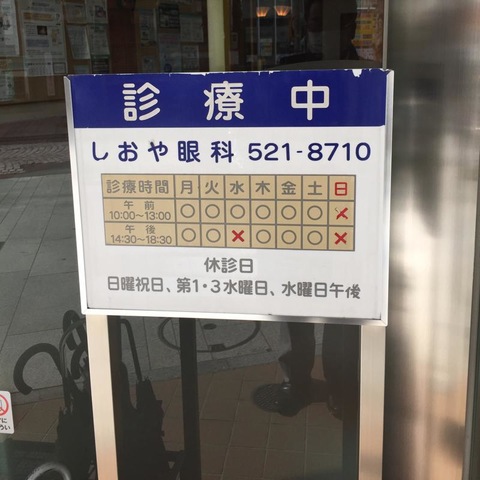 診療中
しおや眼科 521-8710
診療時間 月 火 水 木 金 土 日
午前 10:00〜13:00 ○ ○ ○ ○ ○ ○ ×
午後 14:30〜18:30 ○ ○ × ○ ○ ○ ×
休診日
日曜祝日、第1・3水曜日、水曜日午後